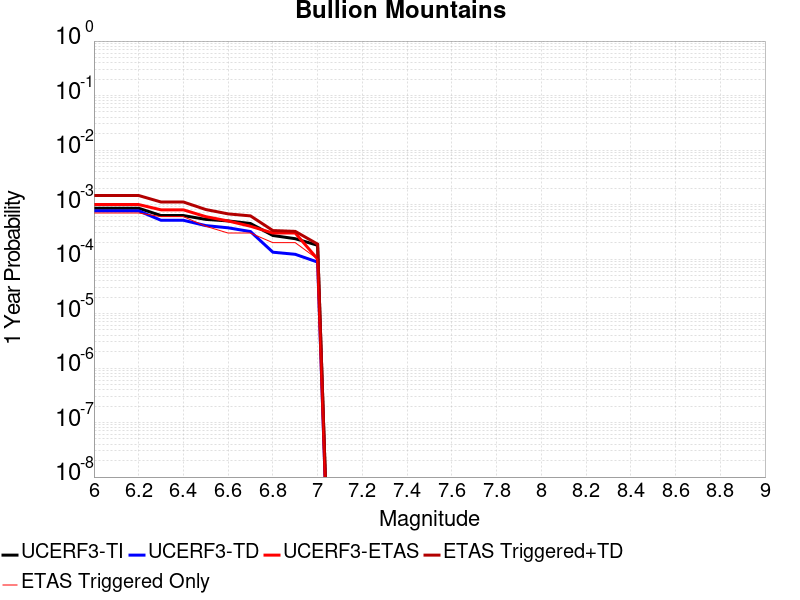 Bullion Mountains
10^0
10^-1
10^-2
10^-3
10^-4
10^-5
10^-6
10^-7
10^-8
1 Year Probability
6 6.2 6.4 6.6 6.8 7 7.2 7.4 7.6 7.8 8 8.2 8.4 8.6 8.8 9
Magnitude
UCERF3-TI UCERF3-TD UCERF3-ETAS ETAS Triggered+TD
ETAS Triggered Only